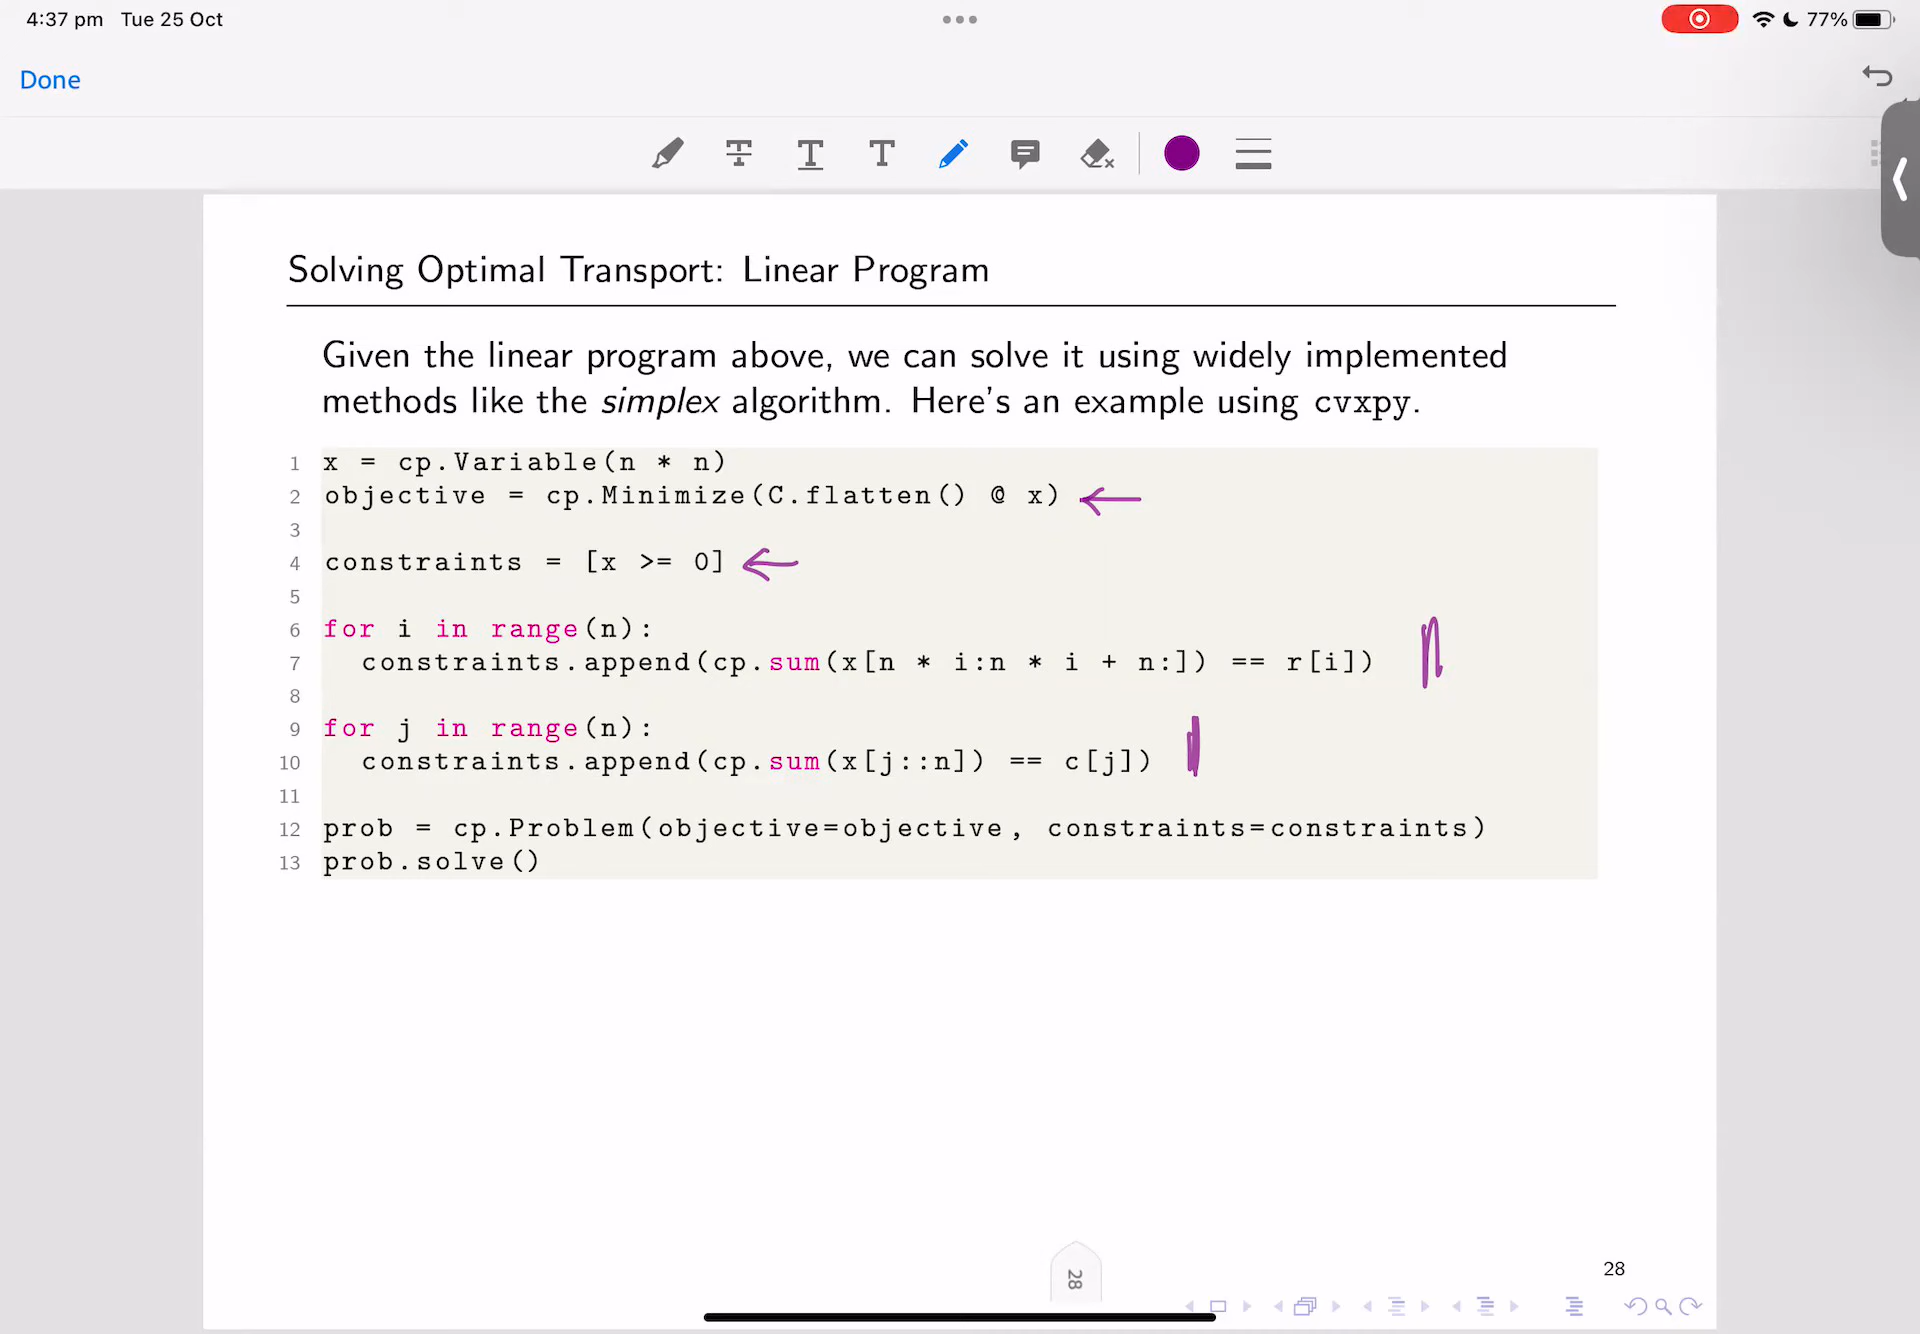 4:37 pm Tue 25 Oct
77%
Done
Solving Optimal Transport: Linear Program
Given the linear program above, we can solve it using widely implemented
methods like the simplex algorithm. Here's an example using cvxpy.
1 x = cp.Variable(n * n)
2 objective = cp.Minimize(C.flatten() @ x)
3
4 constraints = [x >= 0]
5
6 for i in range(n):
7 constraints.append(cp.sum(x[n * i:n * i + n:]) == r[i])
8
9 for j in range(n):
10 constraints.append(cp.sum(x[j::n]) == c[j])
11
12 prob = cp.Problem(objective=objective, constraints=constraints)
13 prob.solve()
28
28